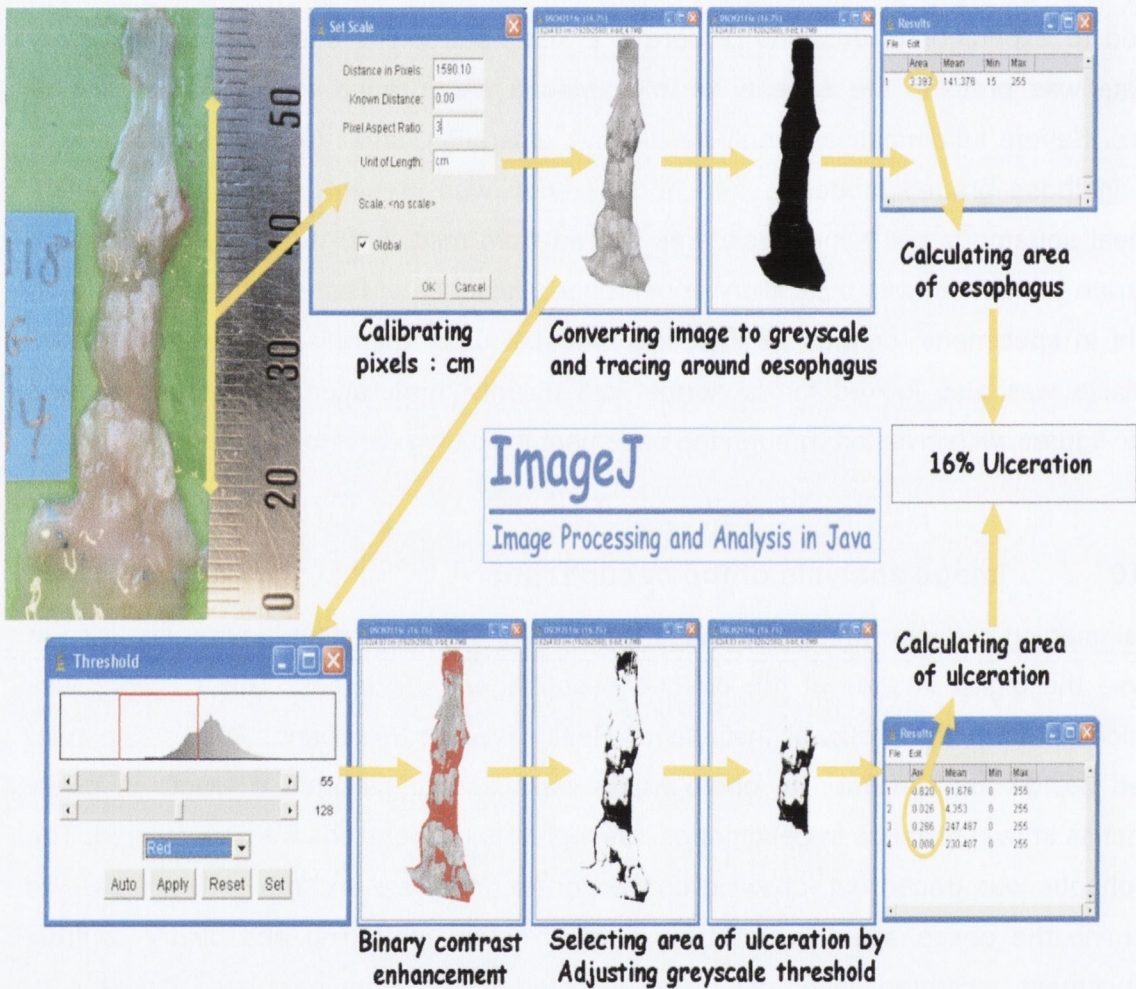 50
40
30
20
0
Set Scale
Distance in Pixels: 1580.10
Known Distance: 0.00
Pixel Aspect Ratio: 3
Unit of Length: cm
Scale: <no scale>
Global
OK Cancel
Calibrating
pixels : cm
Converting image to greyscale
and tracing around oesophagus
Results
File Edit
Area Mean Min Max
1 3.397 141.376 15 255
Calculating area
of oesophagus
16% Ulceration
ImageJ
Image Processing and Analysis in Java
Calculating area
of ulceration
Threshold
55
128
Red
Auto Apply Reset Set
Binary contrast
enhancement
Selecting area of ulceration by
Adjusting greyscale threshold
Results
File Edit
Area Mean Min Max
1 0.820 91.676 0 255
2 0.026 4.353 0 255
3 0.286 247.487 0 255
4 0.008 230.407 0 255